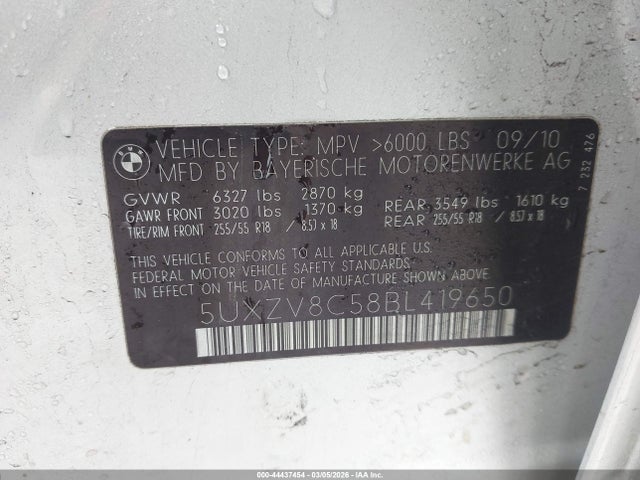 BMW
VEHICLE TYPE: MPV >6000 LBS 09/10
MFD BY BAYERISCHE MOTORENWERKE AG
7 232 476
GVWR 6327 lbs 2870 kg
GAWR FRONT 3020 lbs 1370 kg REAR 3549 lbs 1610 kg
TIRE/RIM FRONT 255/55 R18 / 8.5J x 18 REAR 255/55 R18 / 8.5J x 18
THIS VEHICLE CONFORMS TO ALL APPLICABLE U.S.
FEDERAL MOTOR VEHICLE SAFETY STANDARDS IN EFFECT
ON THE DATE OF MANUFACTURE SHOWN ABOVE.
5UXZV8C58BL419650
000-44437454 | 03/05/2026 | IAA Inc.